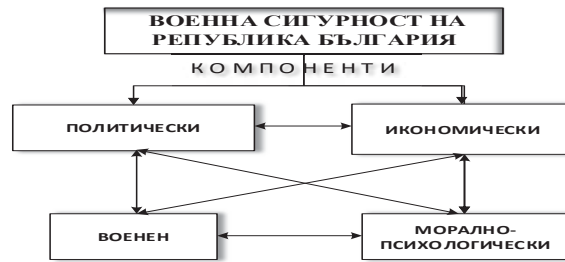 ВОЕННА СИГУРНОСТ НА
РЕПУБЛИКА БЪЛГАРИЯ
КОМПОНЕНТИ
ПОЛИТИЧЕСКИ
ИКОНОМИЧЕСКИ
ВОЕНЕН
МОРАЛНО-
ПСИХОЛОГИЧЕСКИ